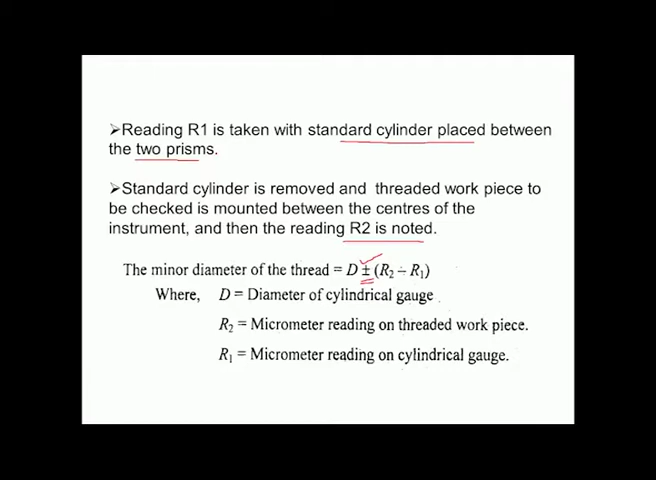 ➢Reading R1 is taken with standard cylinder placed between
the two prisms.
➢Standard cylinder is removed and threaded work piece to
be checked is mounted between the centres of the
instrument, and then the reading R2 is noted.
The minor diameter of the thread = D ± (R₂ – R₁)
Where, D = Diameter of cylindrical gauge
R₂ = Micrometer reading on threaded work piece.
R₁ = Micrometer reading on cylindrical gauge.